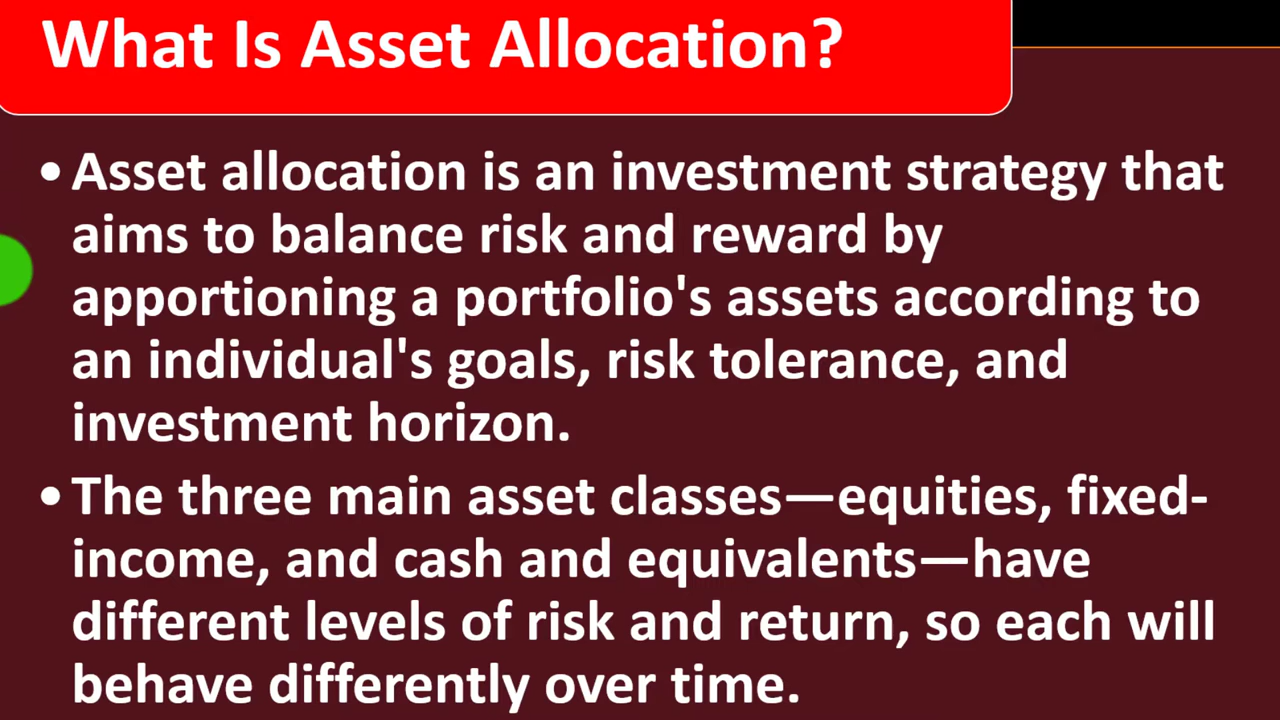 What Is Asset Allocation?
•Asset allocation is an investment strategy that
aims to balance risk and reward by
apportioning a portfolio's assets according to
an individual's goals, risk tolerance, and
investment horizon.
•The three main asset classes—equities, fixed-
income, and cash and equivalents—have
different levels of risk and return, so each will
behave differently over time.